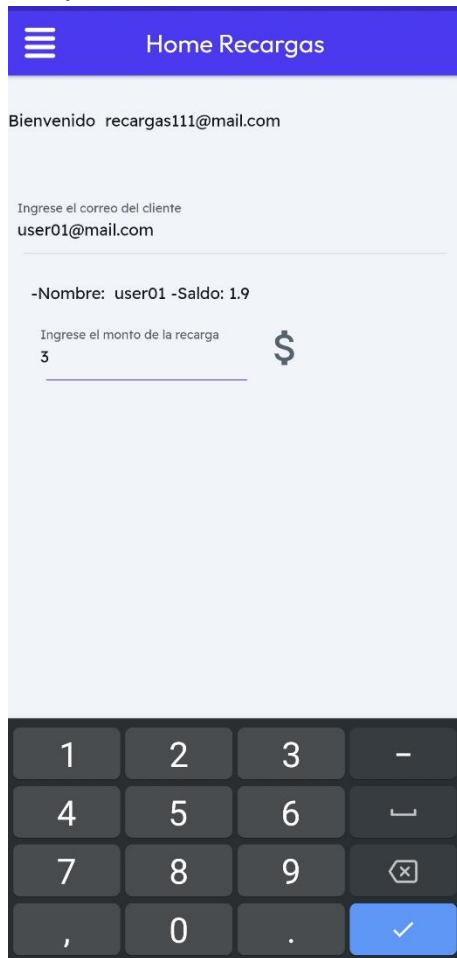 Home Recargas
Bienvenido recargas111@mail.com
Ingrese el correo del cliente
user01@mail.com
-Nombre: user01 -Saldo: 1.9
Ingrese el monto de la recarga
3
$
1 2 3 -
4 5 6
7 8 9
, 0 .